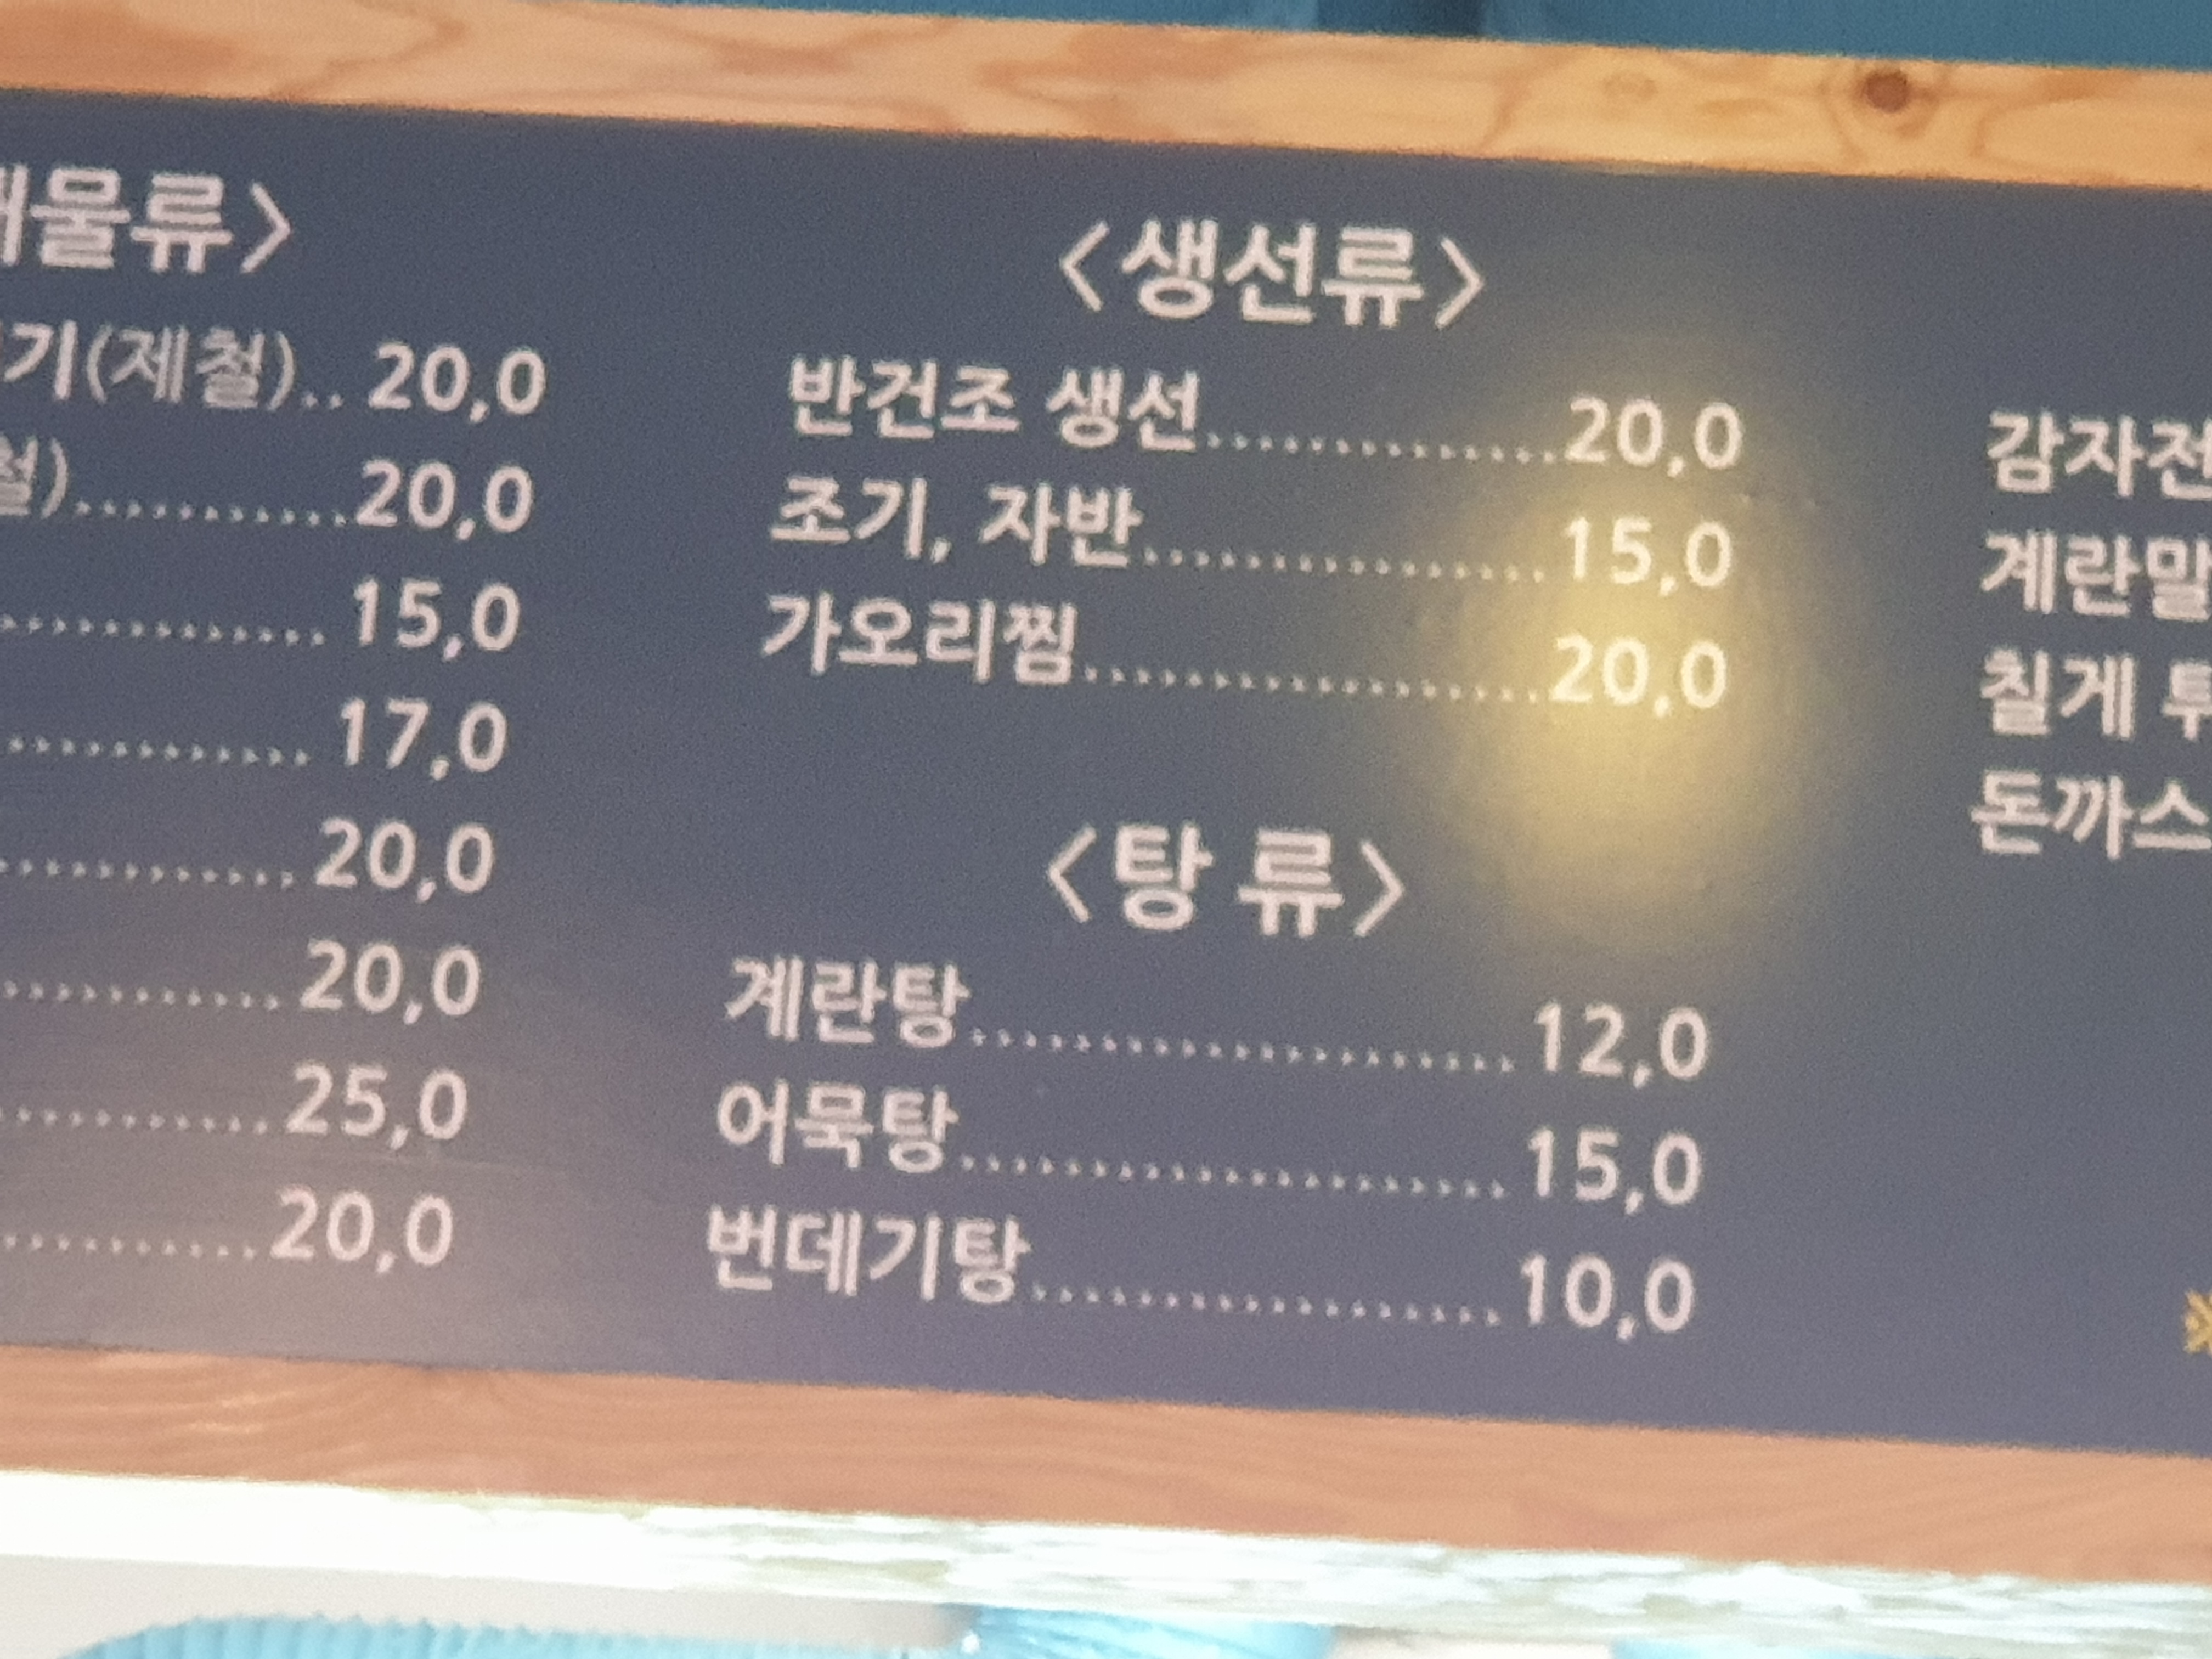 물류>
기(제철).. 20,0
철)...........20,0
............. 15,0
............ 17,0
............ 20,0
........... 20,0
...........25,0
..........20,0
<생선류>
반건조 생선.............20,0
조기, 자반................15,0
가오리찜.................20,0
<탕 류>
계란탕..................... 12,0
어묵탕..................... 15,0
번데기탕.................. 10,0
감자전
계란말
칠게
돈까스